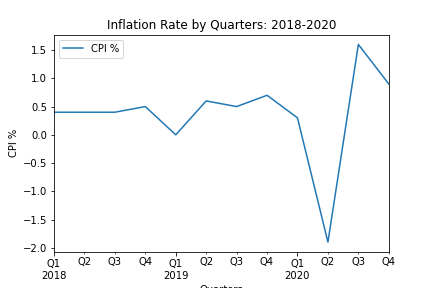 Inflation Rate by Quarters: 2018-2020
CPI %
CPI %
1.5
1.0
0.5
0.0
−0.5
−1.0
−1.5
−2.0
Q1 Q2 Q3 Q4 Q1 Q2 Q3 Q4 Q1 Q2 Q3 Q4
2018 2019 2020
Quarters